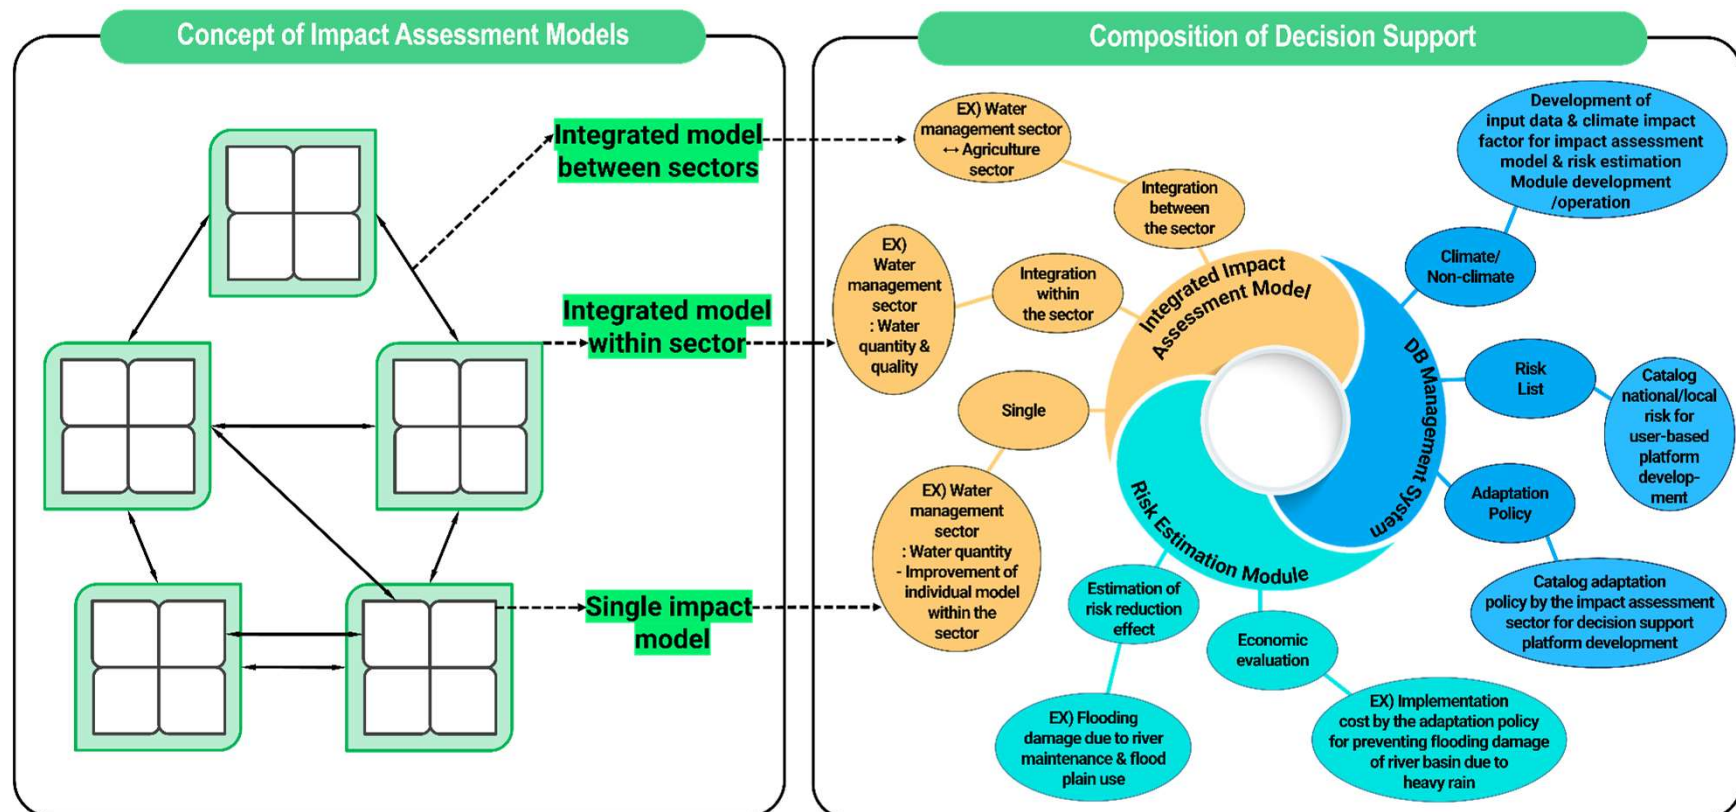 Concept of Impact Assessment Models
Integrated model
between sectors
Integrated model
within sector
Single impact
model
Composition of Decision Support
EX) Water
management sector
↔ Agriculture
sector
Integration
between
the sector
EX)
Water
management
sector
: Water
quantity &
quality
Integration
within
the sector
Single
EX) Water
management
sector
: Water quantity
- Improvement of
individual model
within the
sector
Integrated Impact
Assessment Model
DB Management System
Risk Estimation Module
Development of
input data & climate impact
factor for impact assessment
model & risk estimation
Module development
/operation
Climate/
Non-climate
Risk
List
Catalog
national/local
risk for
user-based
platform
develop-
ment
Adaptation
Policy
Catalog adaptation
policy by the impact assessment
sector for decision support
platform development
Estimation of
risk reduction
effect
Economic
evaluation
EX) Flooding
damage due to river
maintenance & flood
plain use
EX) Implementation
cost by the adaptation policy
for preventing flooding damage
of river basin due to
heavy rain